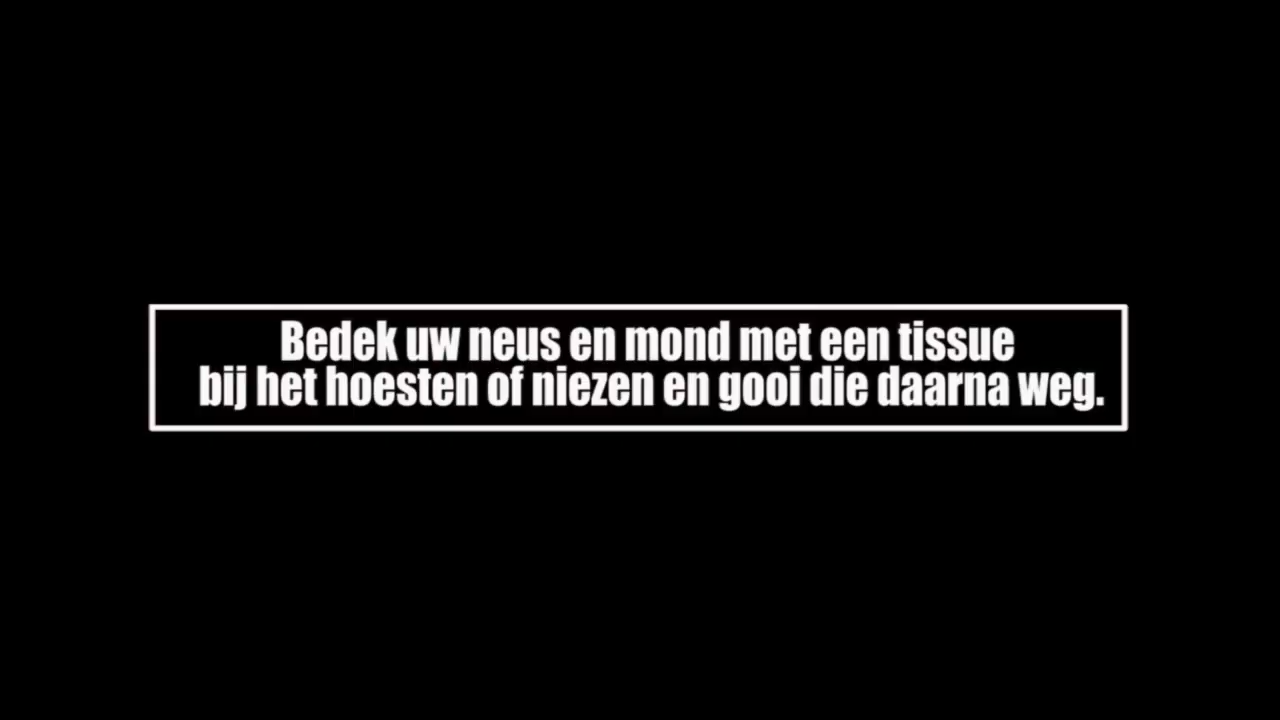 Bedek uw neus en mond met een tissue
bij het hoesten of niezen en gooi die daarna weg.